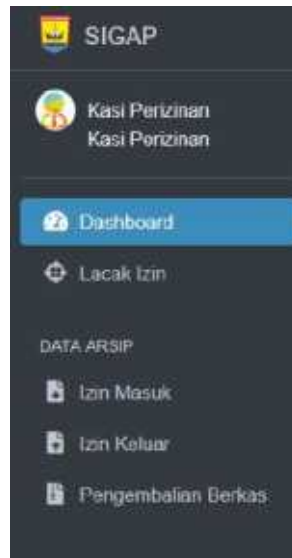 SIGAP
Kasi Perizinan
Kasi Perizinan
Dashboard
Lacak Izin
DATA ARSIP
Izin Masuk
Izin Keluar
Pengembalian Berkas